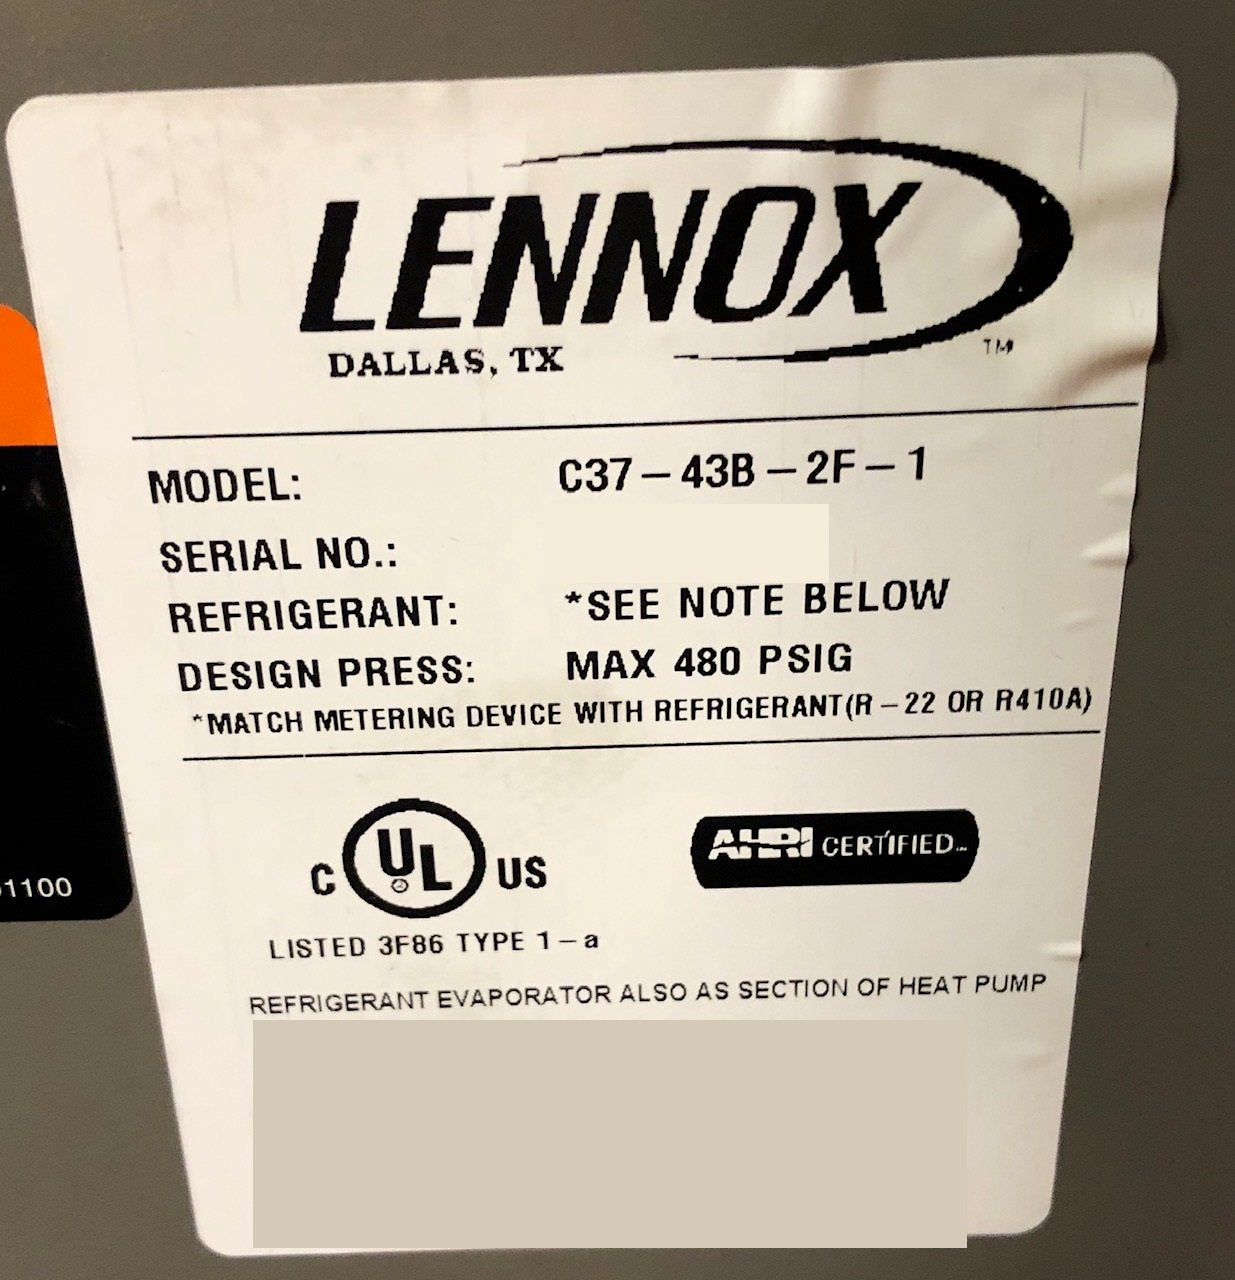 LENNOX
DALLAS, TX
TM
MODEL: C37-43B-2F-1
SERIAL NO.:
REFRIGERANT: *SEE NOTE BELOW
DESIGN PRESS: MAX 480 PSIG
*MATCH METERING DEVICE WITH REFRIGERANT(R-22 OR R410A)
C UL US
AHRI CERTIFIED
LISTED 3F86 TYPE 1-a
REFRIGERANT EVAPORATOR ALSO AS SECTION OF HEAT PUMP
1100